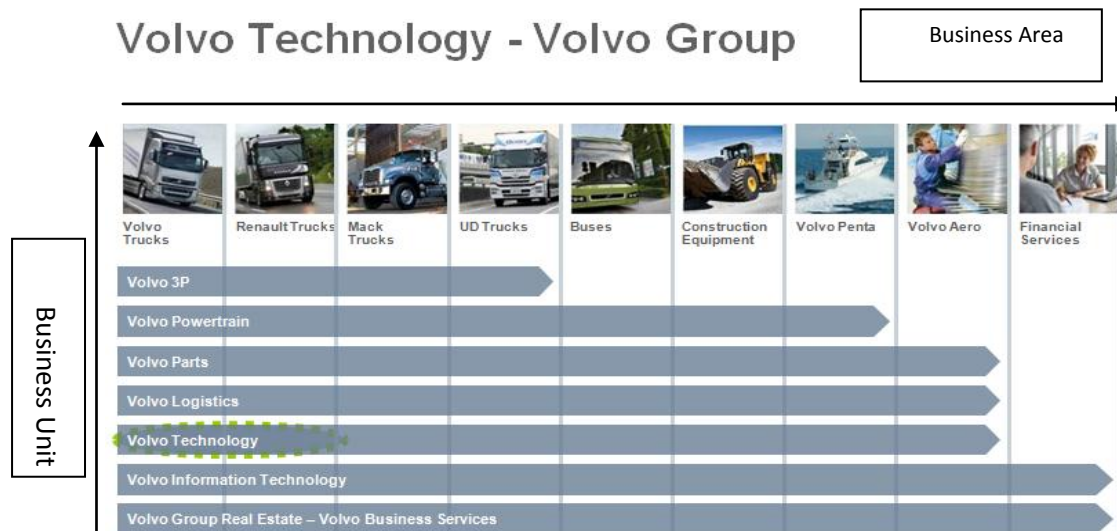 Volvo Technology - Volvo Group
Business Area
Volvo
Trucks
Renault Trucks
Mack
Trucks
UD Trucks
Buses
Construction
Equipment
Volvo Penta
Volvo Aero
Financial
Services
Business Unit
Volvo 3P
Volvo Powertrain
Volvo Parts
Volvo Logistics
Volvo Technology
Volvo Information Technology
Volvo Group Real Estate – Volvo Business Services